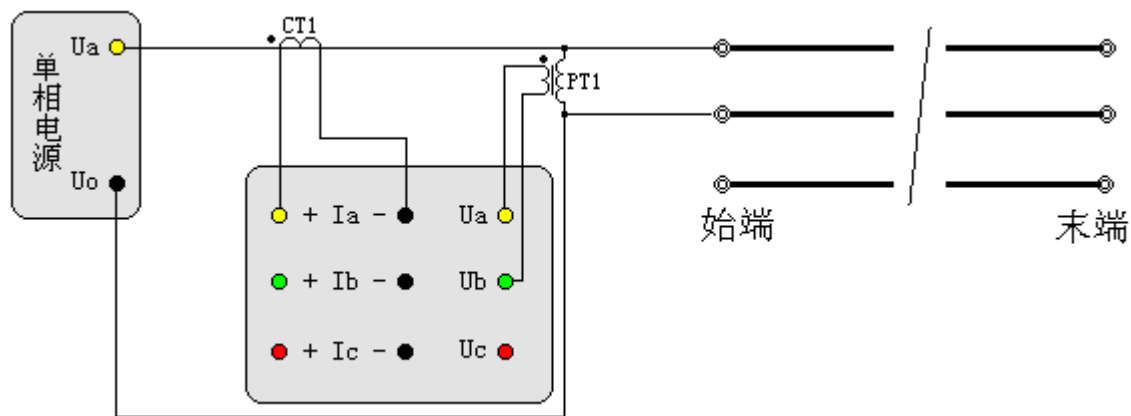 CT1
单相电源
Ua
Uo
PT1
+ Ia - Ua
+ Ib - Ub
+ Ic - Uc
始端
末端